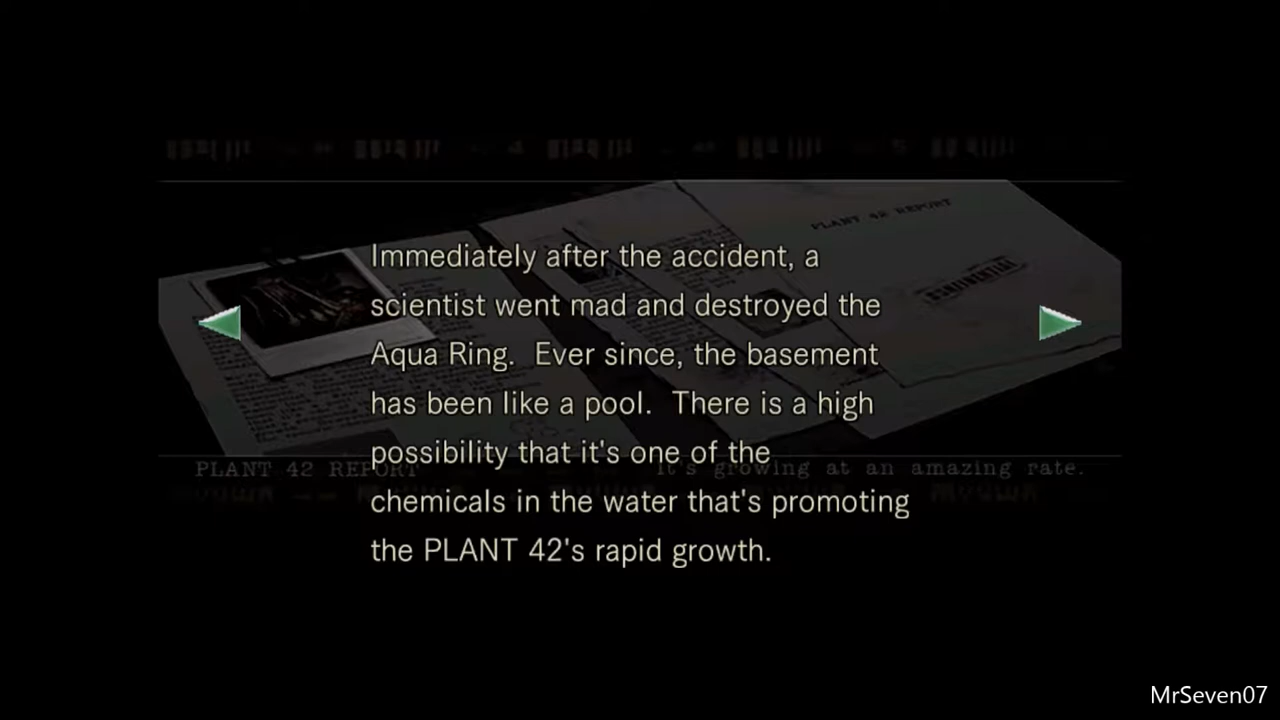 PLANT 42 REPORT
CONFIDENTIAL
Immediately after the accident, a
scientist went mad and destroyed the
Aqua Ring.  Ever since, the basement
has been like a pool.  There is a high
possibility that it's one of the
PLANT 42 REPORT
It's growing at an amazing rate.
chemicals in the water that's promoting
the PLANT 42's rapid growth.
MrSeven07